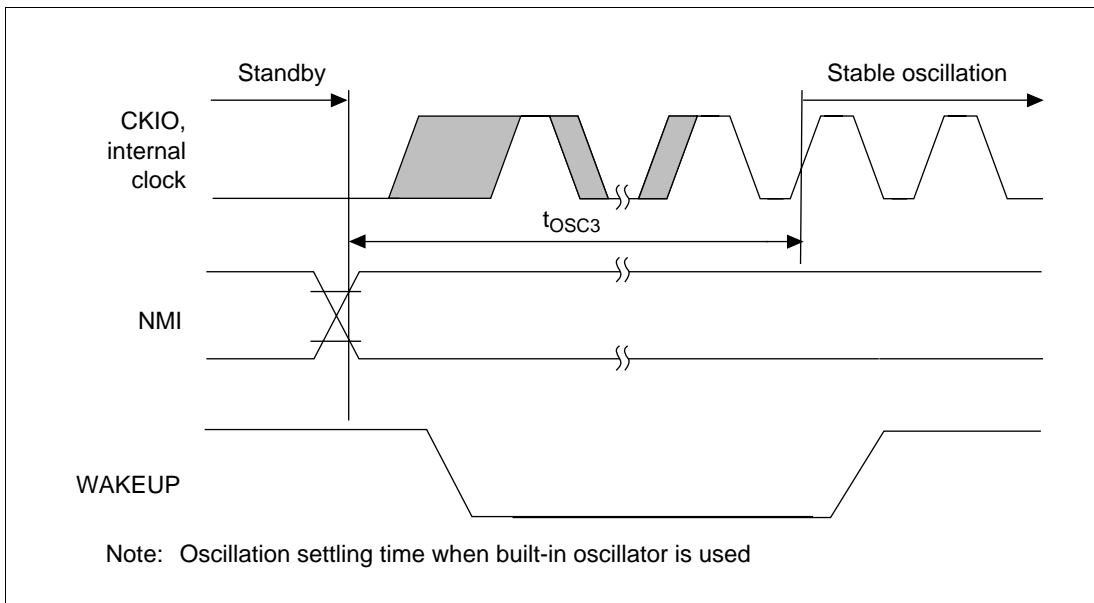 Standby
Stable oscillation
CKIO,
internal
clock
tOSC3
NMI
WAKEUP
Note: Oscillation settling time when built-in oscillator is used